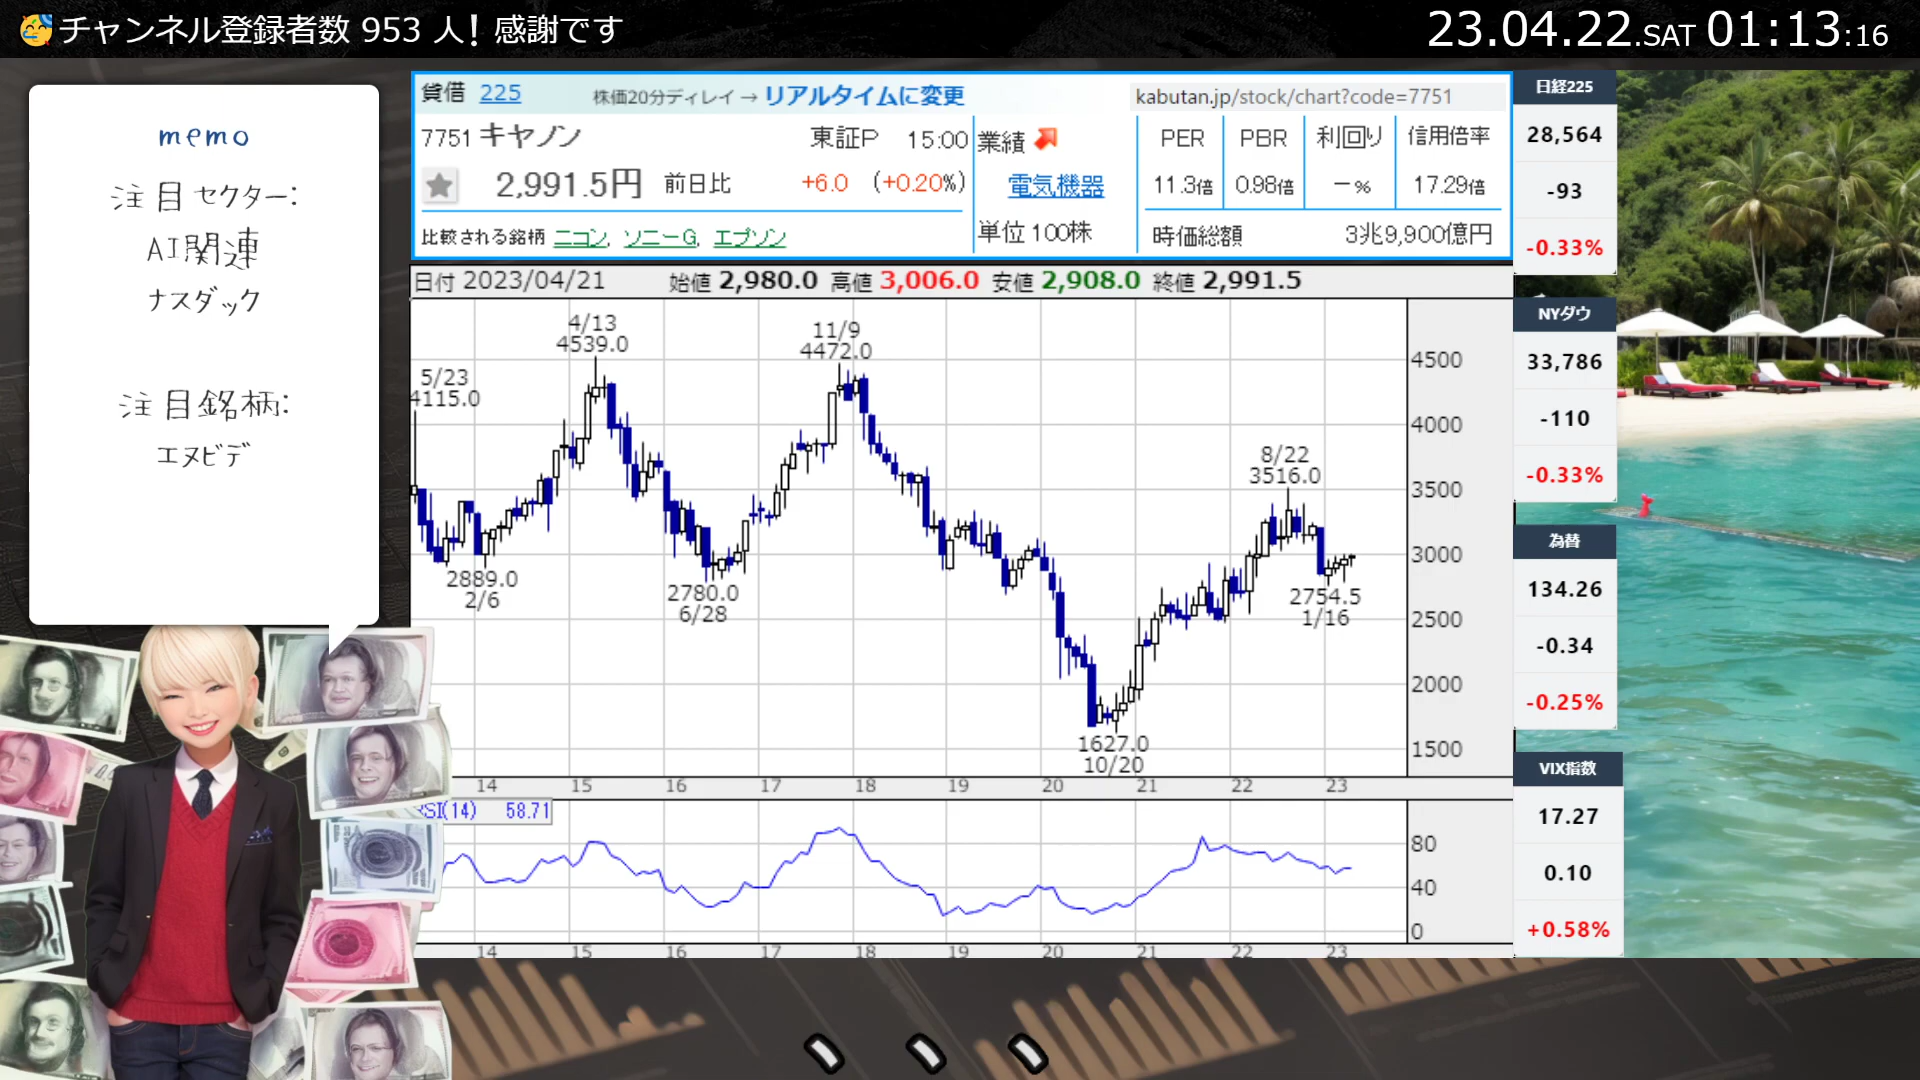 チャンネル登録者数 953 人！感謝です
23.04.22.SAT 01:13:16
memo
注目セクター:
AI関連
ナスダック
注目銘柄:
エヌビデ
貸借 225 株価20分ディレイ → リアルタイムに変更
kabutan.jp/stock/chart?code=7751
7751 キヤノン 東証P 15:00
2,991.5円 前日比 +6.0 (+0.20%)
比較される銘柄 ニコン, ソニーG, エプソン
業績
電気機器
単位 100株
PER PBR 利回り 信用倍率
11.3倍 0.98倍 －% 17.29倍
時価総額 3兆9,900億円
日付 2023/04/21 始値 2,980.0 高値 3,006.0 安値 2,908.0 終値 2,991.5
4/13
4539.0
11/9
4472.0
5/23
4115.0
8/22
3516.0
2889.0
2/6
2780.0
6/28
2754.5
1/16
1627.0
10/20
4500
4000
3500
3000
2500
2000
1500
14 15 16 17 18 19 20 21 22 23
RSI(14) 58.71
80
40
0
14 15 16 17 18 19 20 21 22 23
日経225
28,564
-93
-0.33%
NYダウ
33,786
-110
-0.33%
為替
134.26
-0.34
-0.25%
VIX指数
17.27
0.10
+0.58%